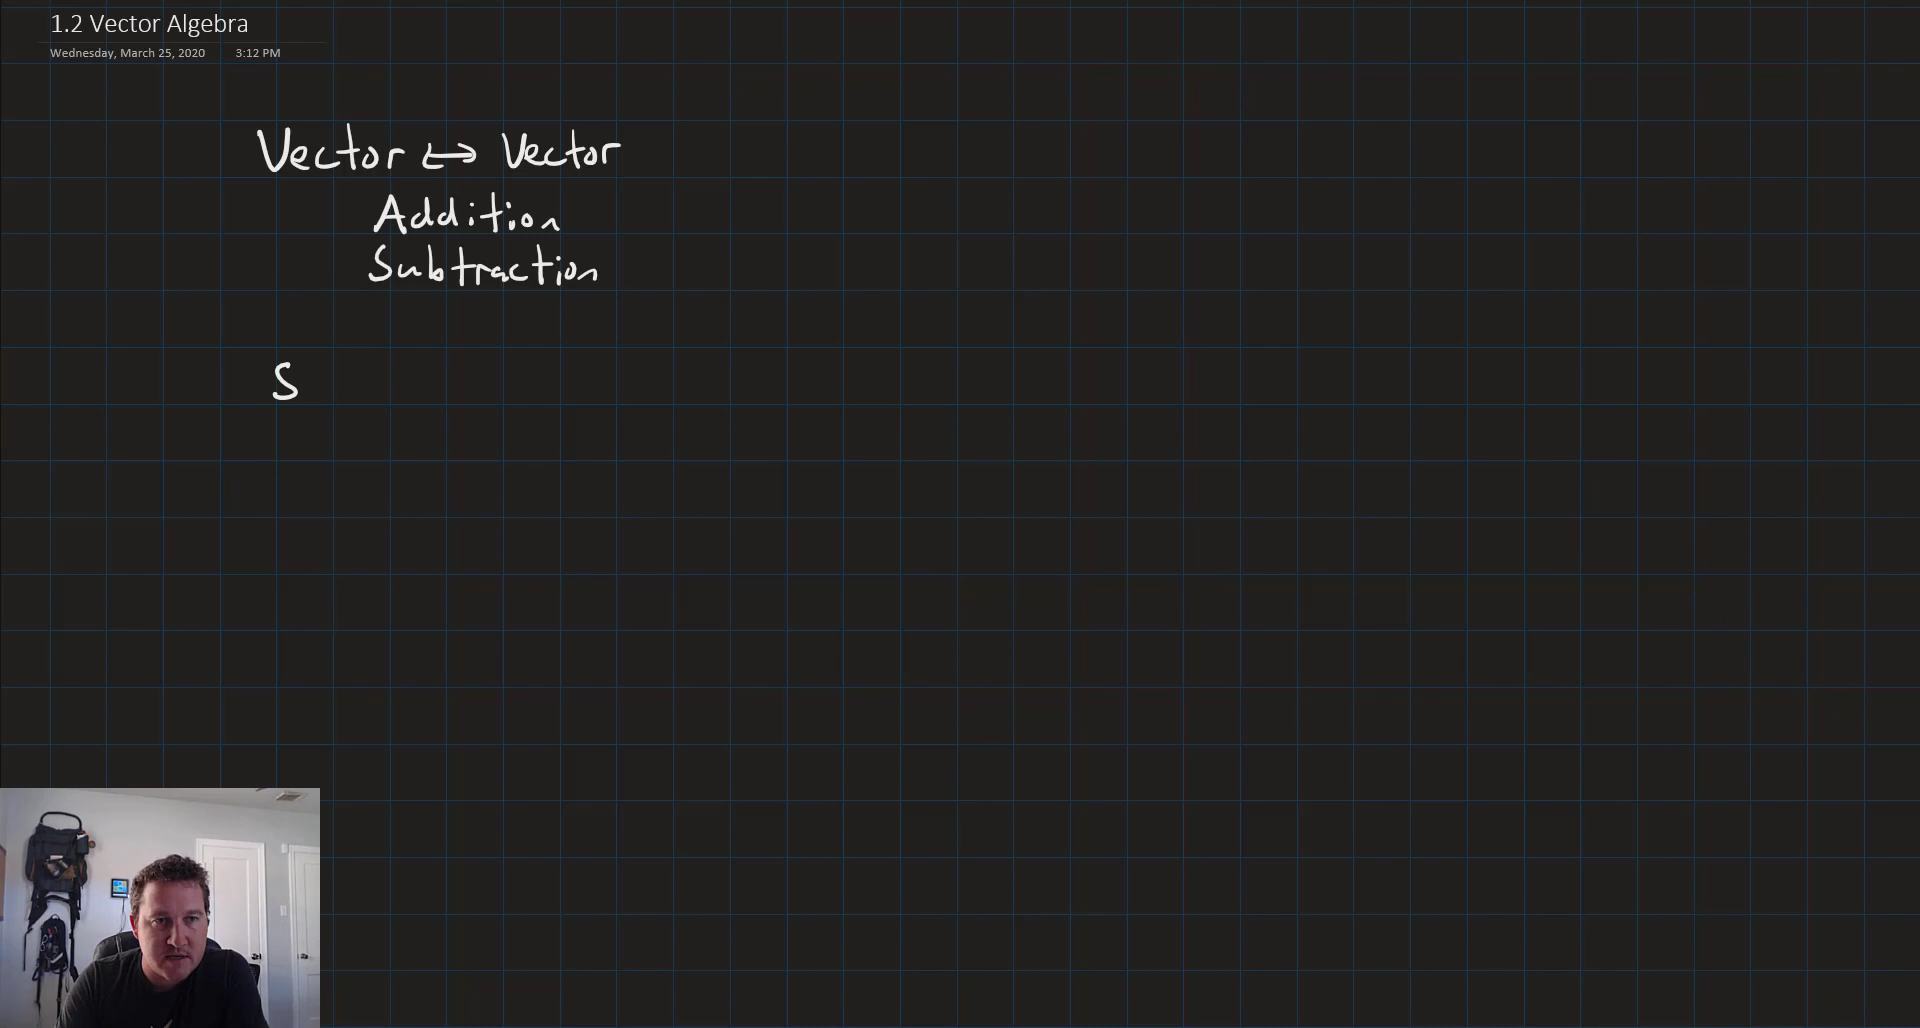 1.2 Vector Algebra
Wednesday, March 25, 2020 3:12 PM
Vector ↔ Vector
Addition
Subtraction
S